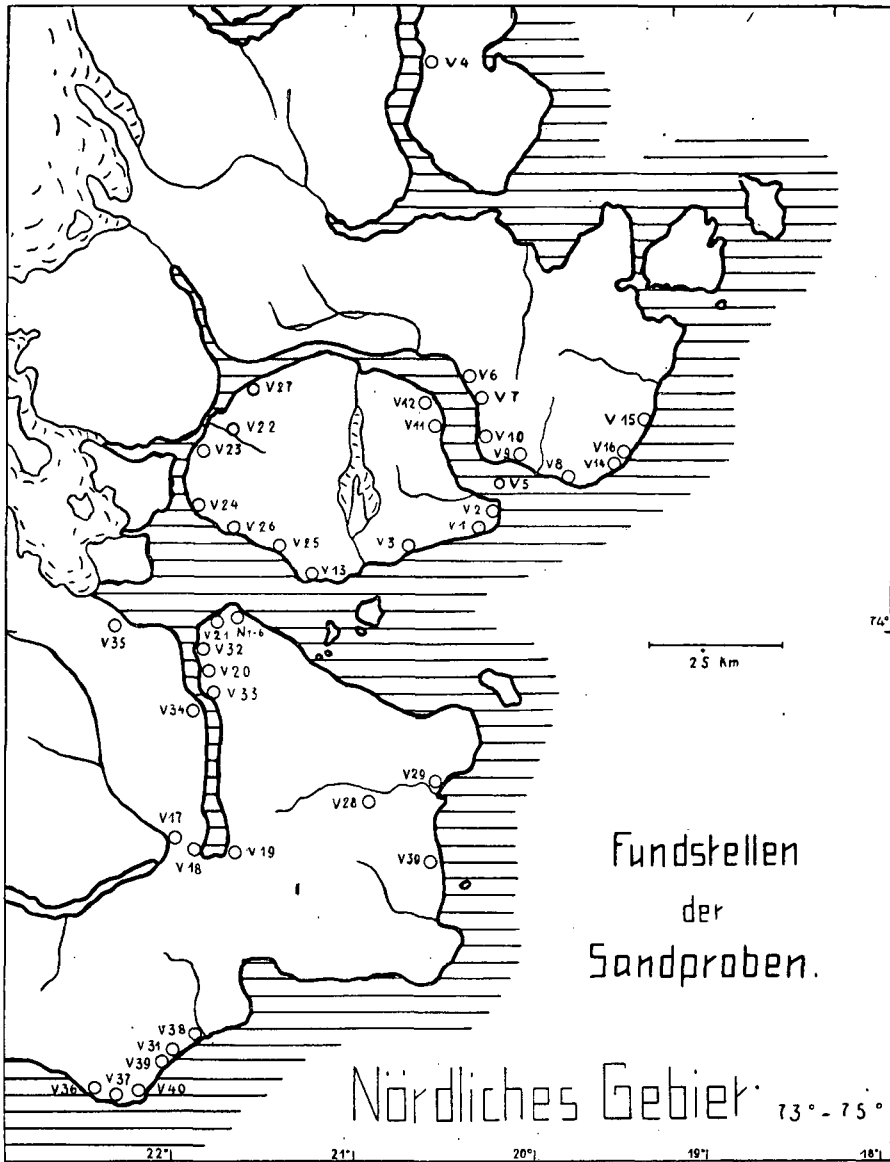 V4
V6
V7
V27
V12
V11
V22
V23
V10
V9
V15
V16
V14
V8
V5
V2
V1
V24
V26
V25
V3
V13
74°
V35
V21
N1-6
V32
V20
V33
V34
25 Km
V29
V28
V17
V18
V19
V30
Fundstellen
der
Sandproben.
V38
V31
V39
V36
V37
V40
Nördliches Gebiet. 73° - 75°
22°
21°
20°
19°
18°